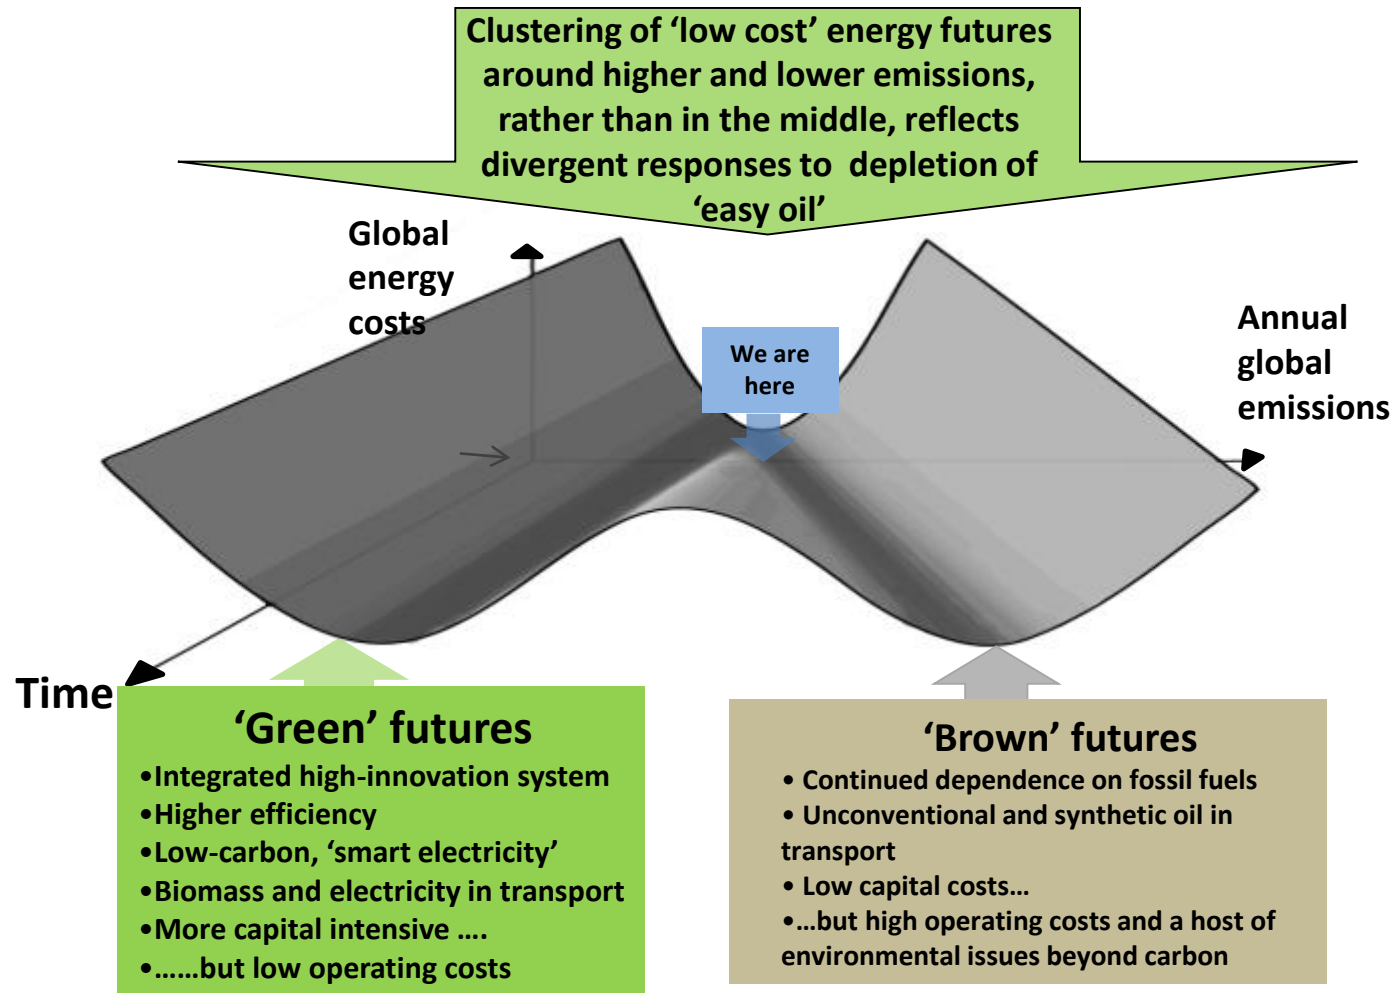 Clustering of ‘low cost’ energy futures
around higher and lower emissions,
rather than in the middle, reflects
divergent responses to  depletion of
‘easy oil’
Global
energy
costs
We are
here
Annual
global
emissions
Time
‘Green’ futures
•Integrated high-innovation system
•Higher efficiency
•Low-carbon, ‘smart electricity’
•Biomass and electricity in transport
•More capital intensive ….
•……but low operating costs
‘Brown’ futures
• Continued dependence on fossil fuels
• Unconventional and synthetic oil in
transport
• Low capital costs…
•…but high operating costs and a host of
environmental issues beyond carbon